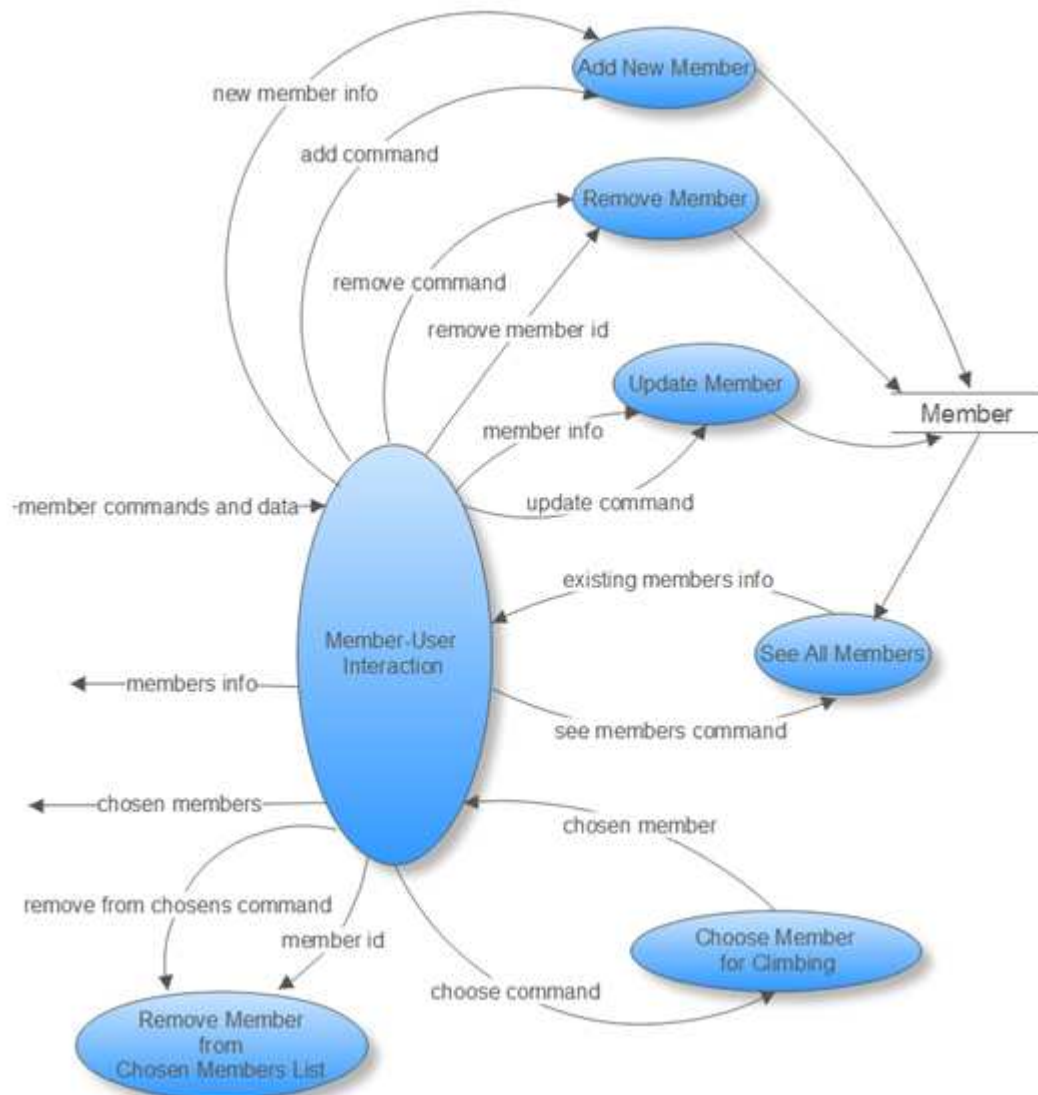 Add New Member
new member info
add command
Remove Member
remove command
remove member id
Update Member
Member
member info
update command
-member commands and data
existing members info
Member-User
Interaction
See All Members
members info
see members command
chosen members
chosen member
remove from chosens command
member id
Choose Member
for Climbing
choose command
Remove Member
from
Chosen Members List